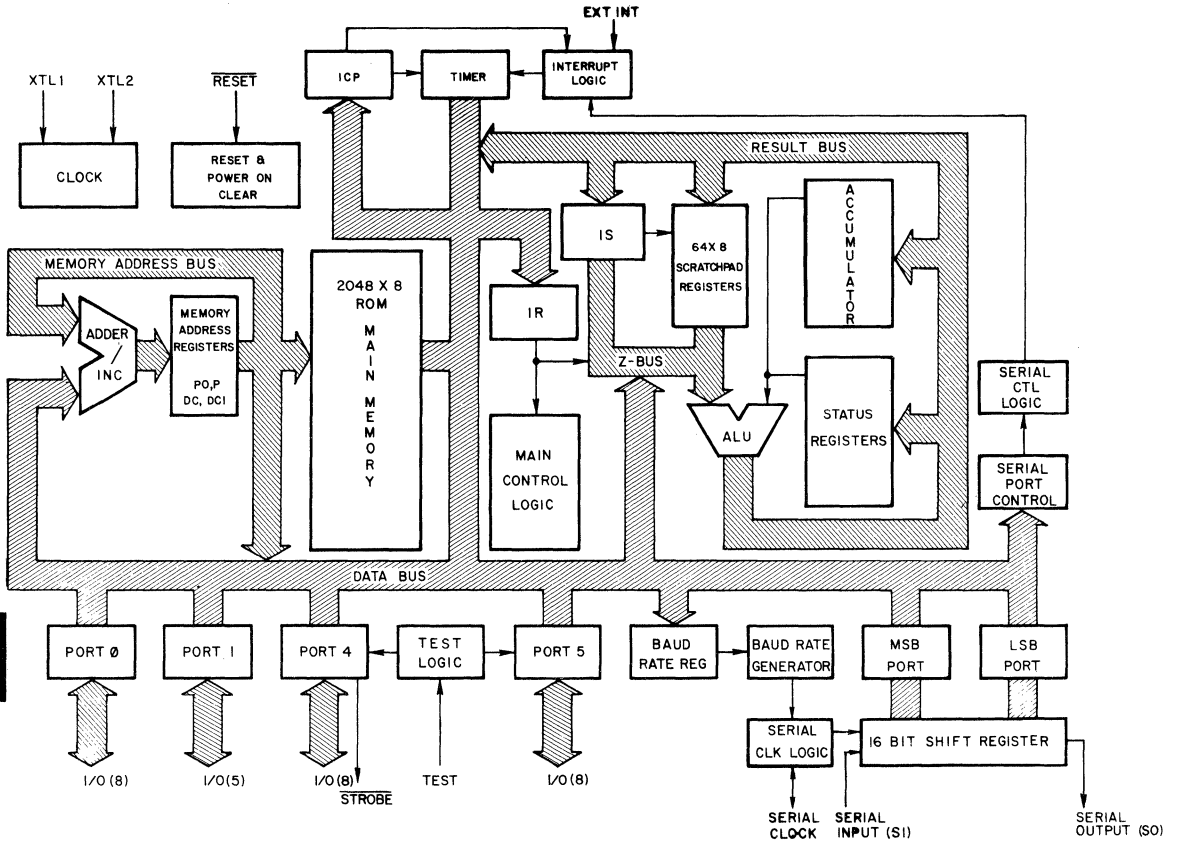 EXT INT
ICP
TIMER
INTERRUPT
LOGIC
XTL1
XTL2
RESET
CLOCK
RESET &
POWER ON
CLEAR
RESULT BUS
IS
64X 8
SCRATCHPAD
REGISTERS
ACCUMULATOR
MEMORY ADDRESS BUS
ADDER
/
INC
MEMORY
ADDRESS
REGISTERS
PO,P
DC, DC1
2048 X 8
ROM
MAIN MEMORY
IR
Z-BUS
ALU
STATUS
REGISTERS
SERIAL
CTL
LOGIC
MAIN
CONTROL
LOGIC
SERIAL
PORT
CONTROL
DATA BUS
PORT Ø
PORT 1
PORT 4
TEST
LOGIC
PORT 5
BAUD
RATE REG
BAUD RATE
GENERATOR
MSB
PORT
LSB
PORT
SERIAL
CLK LOGIC
16 BIT SHIFT REGISTER
I/O (8)
I/O (5)
I/O (8)
STROBE
TEST
I/O (8)
SERIAL
CLOCK
SERIAL
INPUT (SI)
SERIAL
OUTPUT (SO)